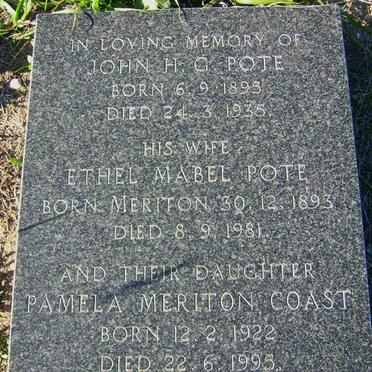 IN LOVING MEMORY OF
JOHN H. G. POTE
BORN 6. 9. 1893.
DIED 24. 3. 1935.
HIS WIFE
ETHEL MABEL POTE
BORN MERITON 30. 12. 1893
DIED 8. 9. 1981.
AND THEIR DAUGHTER
PAMELA MERITON COAST
BORN 12. 2. 1922
DIED 22. 6. 1995.